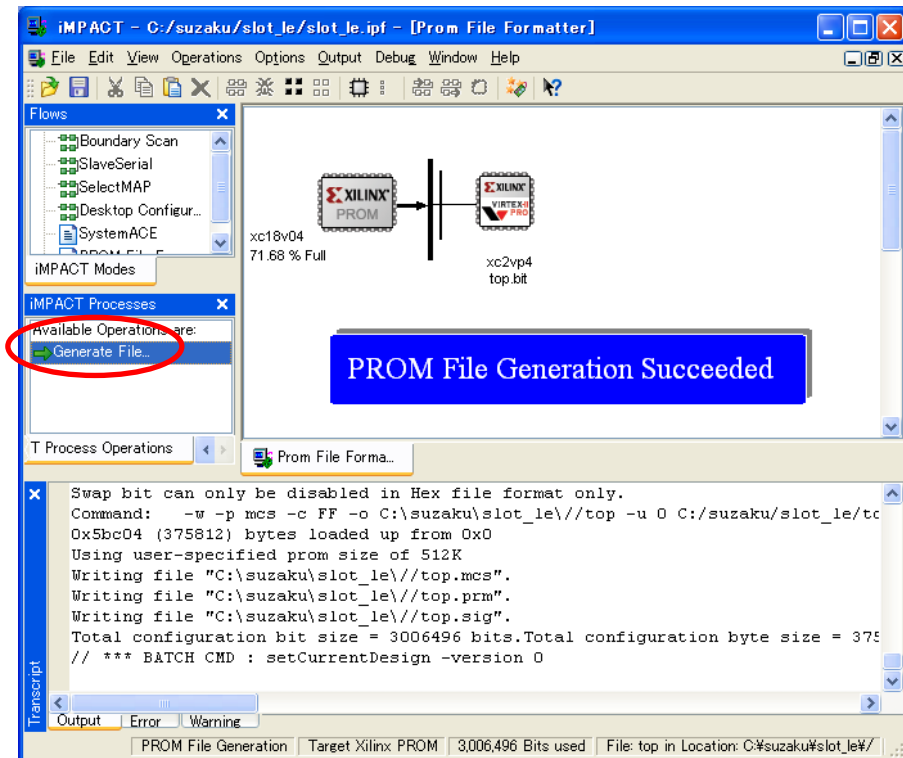 iMPACT - C:/suzaku/slot_le/slot_le.ipf - [Prom File Formatter]
File Edit View Operations Options Output Debug Window Help
Flows
Boundary Scan
SlaveSerial
SelectMAP
Desktop Configur...
SystemACE
iMPACT Modes
iMPACT Processes
Available Operations are:
Generate File...
T Process Operations
XILINX
PROM
xc18v04
71.68 % Full
XILINX
VIRTEX-II
PRO
xc2vp4
top.bit
PROM File Generation Succeeded
Prom File Forma...
Swap bit can only be disabled in Hex file format only.
Command:   -w -p mcs -c FF -o C:\suzaku\slot_le\//top -u 0 C:/suzaku/slot_le/to
0x5bc04 (375812) bytes loaded up from 0x0
Using user-specified prom size of 512K
Writing file "C:\suzaku\slot_le\//top.mcs".
Writing file "C:\suzaku\slot_le\//top.prm".
Writing file "C:\suzaku\slot_le\//top.sig".
Total configuration bit size = 3006496 bits.Total configuration byte size = 375
// *** BATCH CMD : setCurrentDesign -version 0
Transcript
Output Error Warning
PROM File Generation Target Xilinx PROM 3,006,496 Bits used File: top in Location: C:¥suzaku¥slot_le¥/